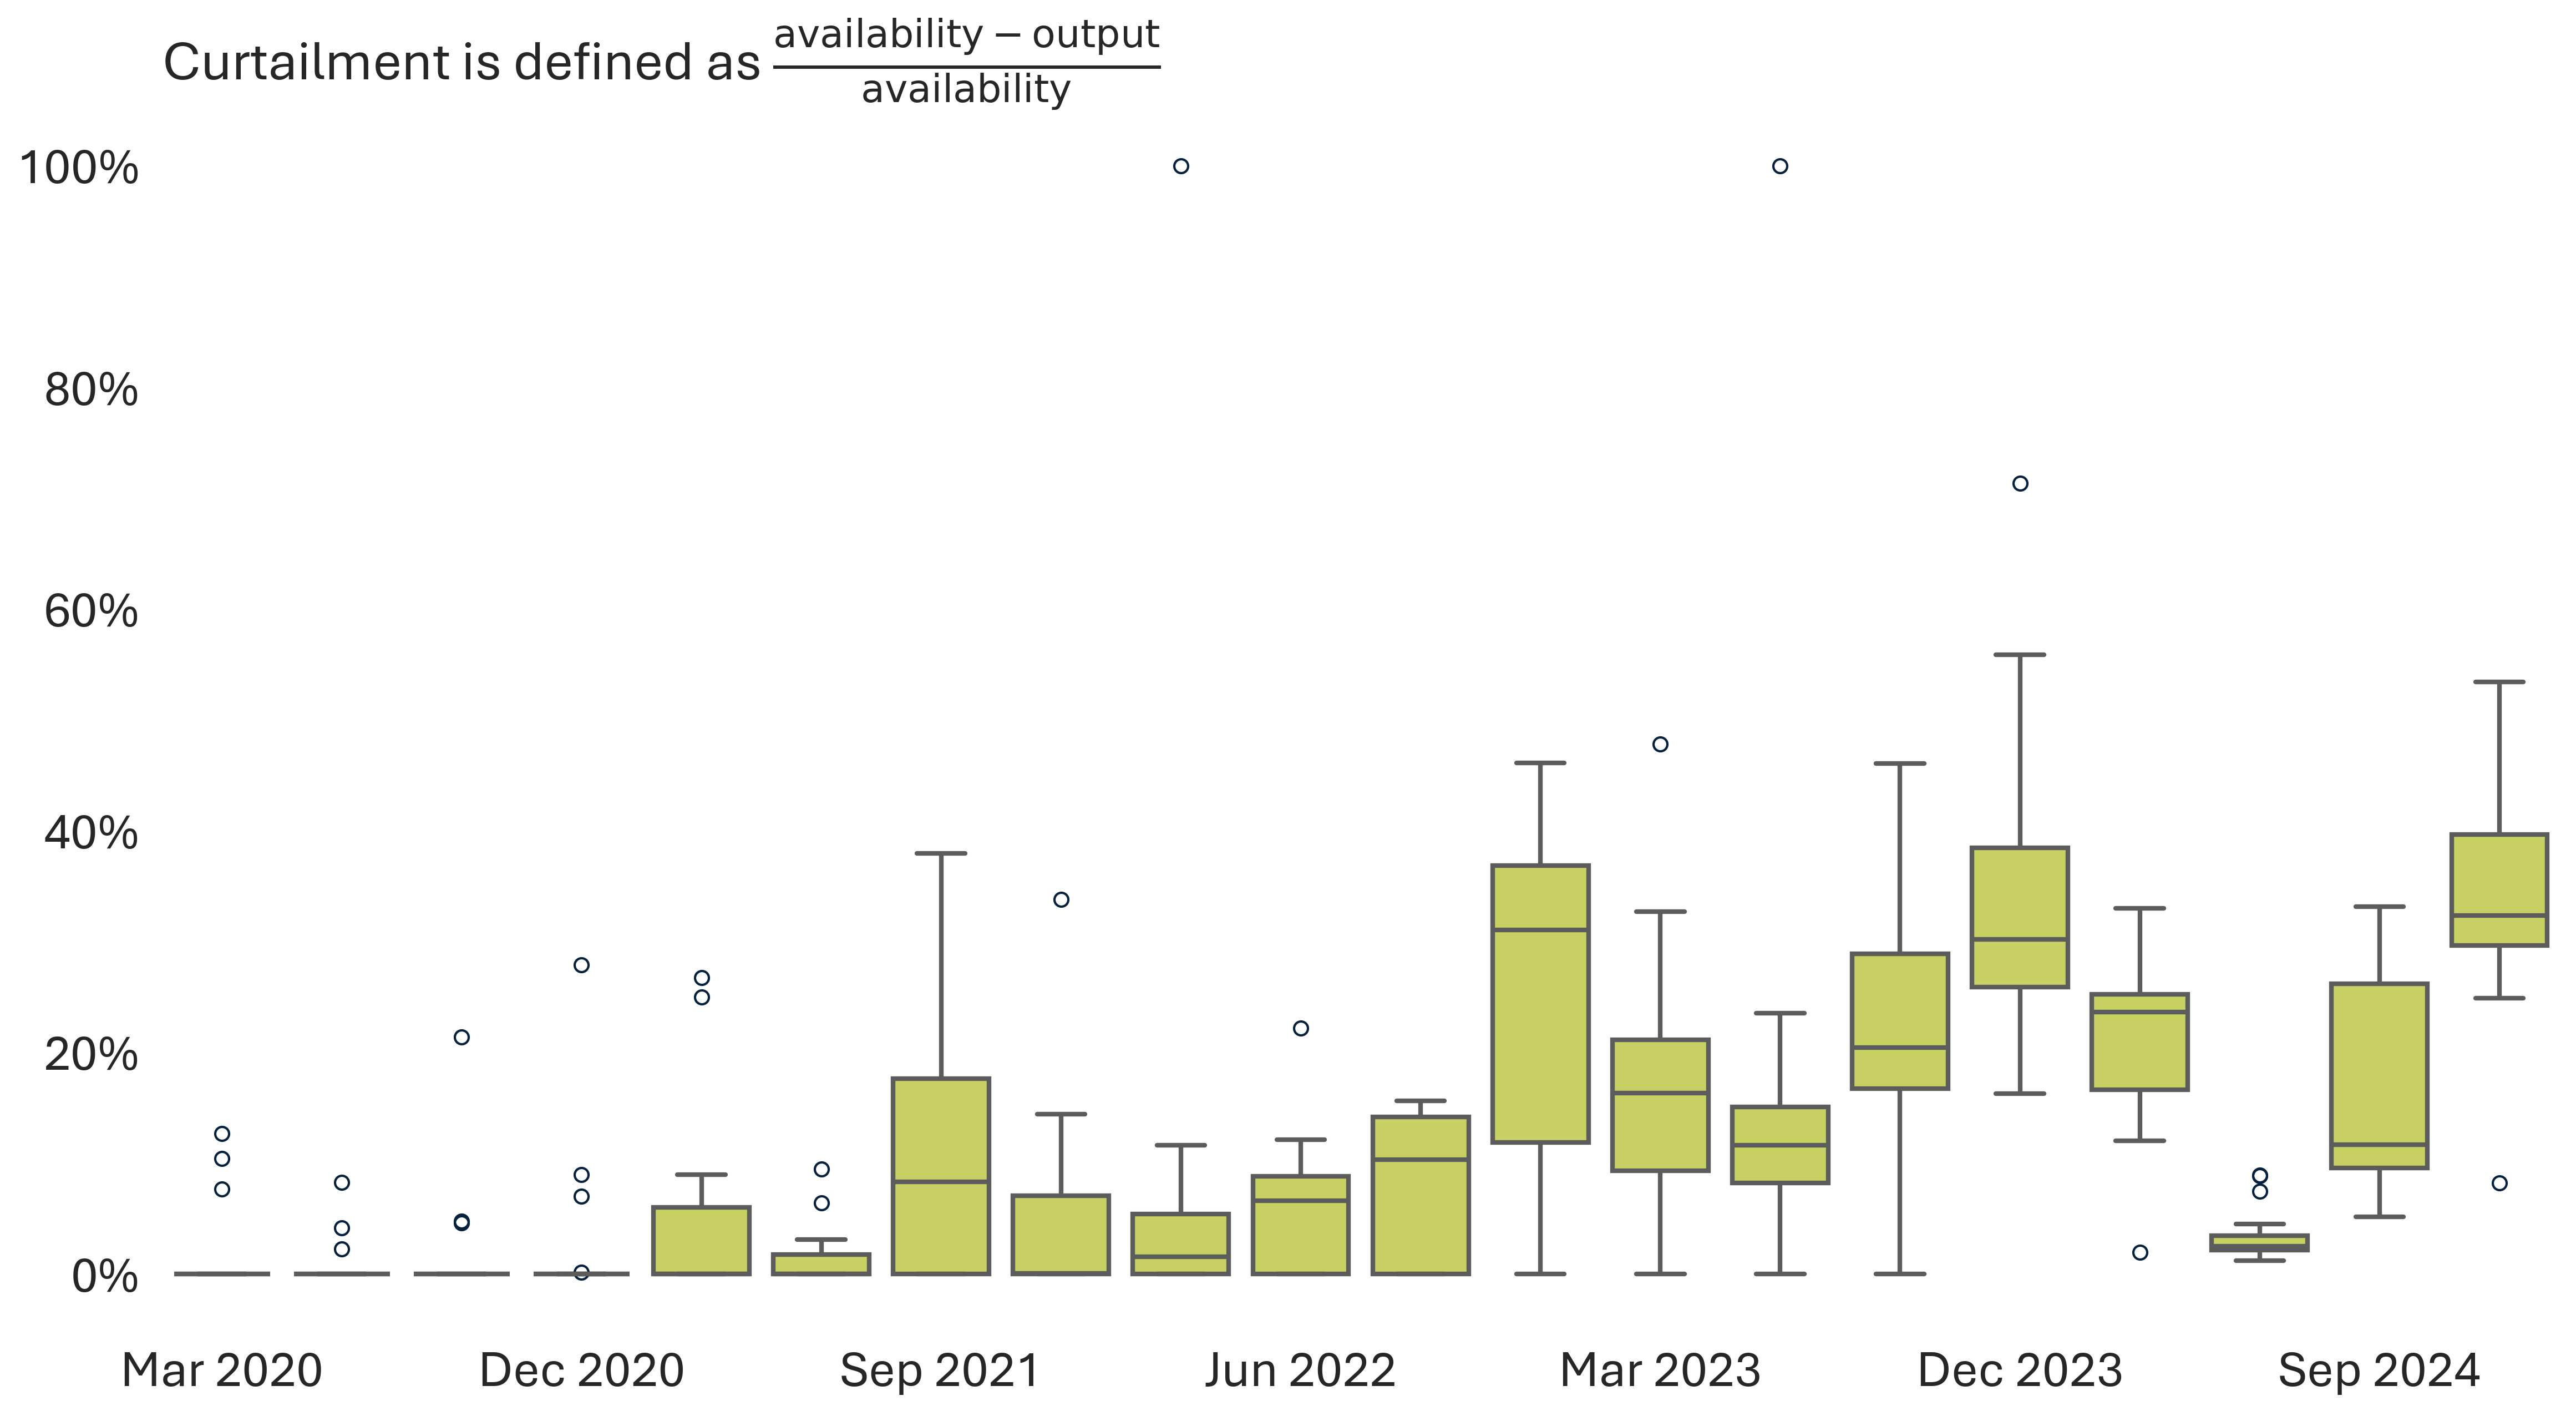 Curtailment is defined as availability − output
availability
100%
80%
60%
40%
20%
0%
Mar 2020 Dec 2020 Sep 2021 Jun 2022 Mar 2023 Dec 2023 Sep 2024